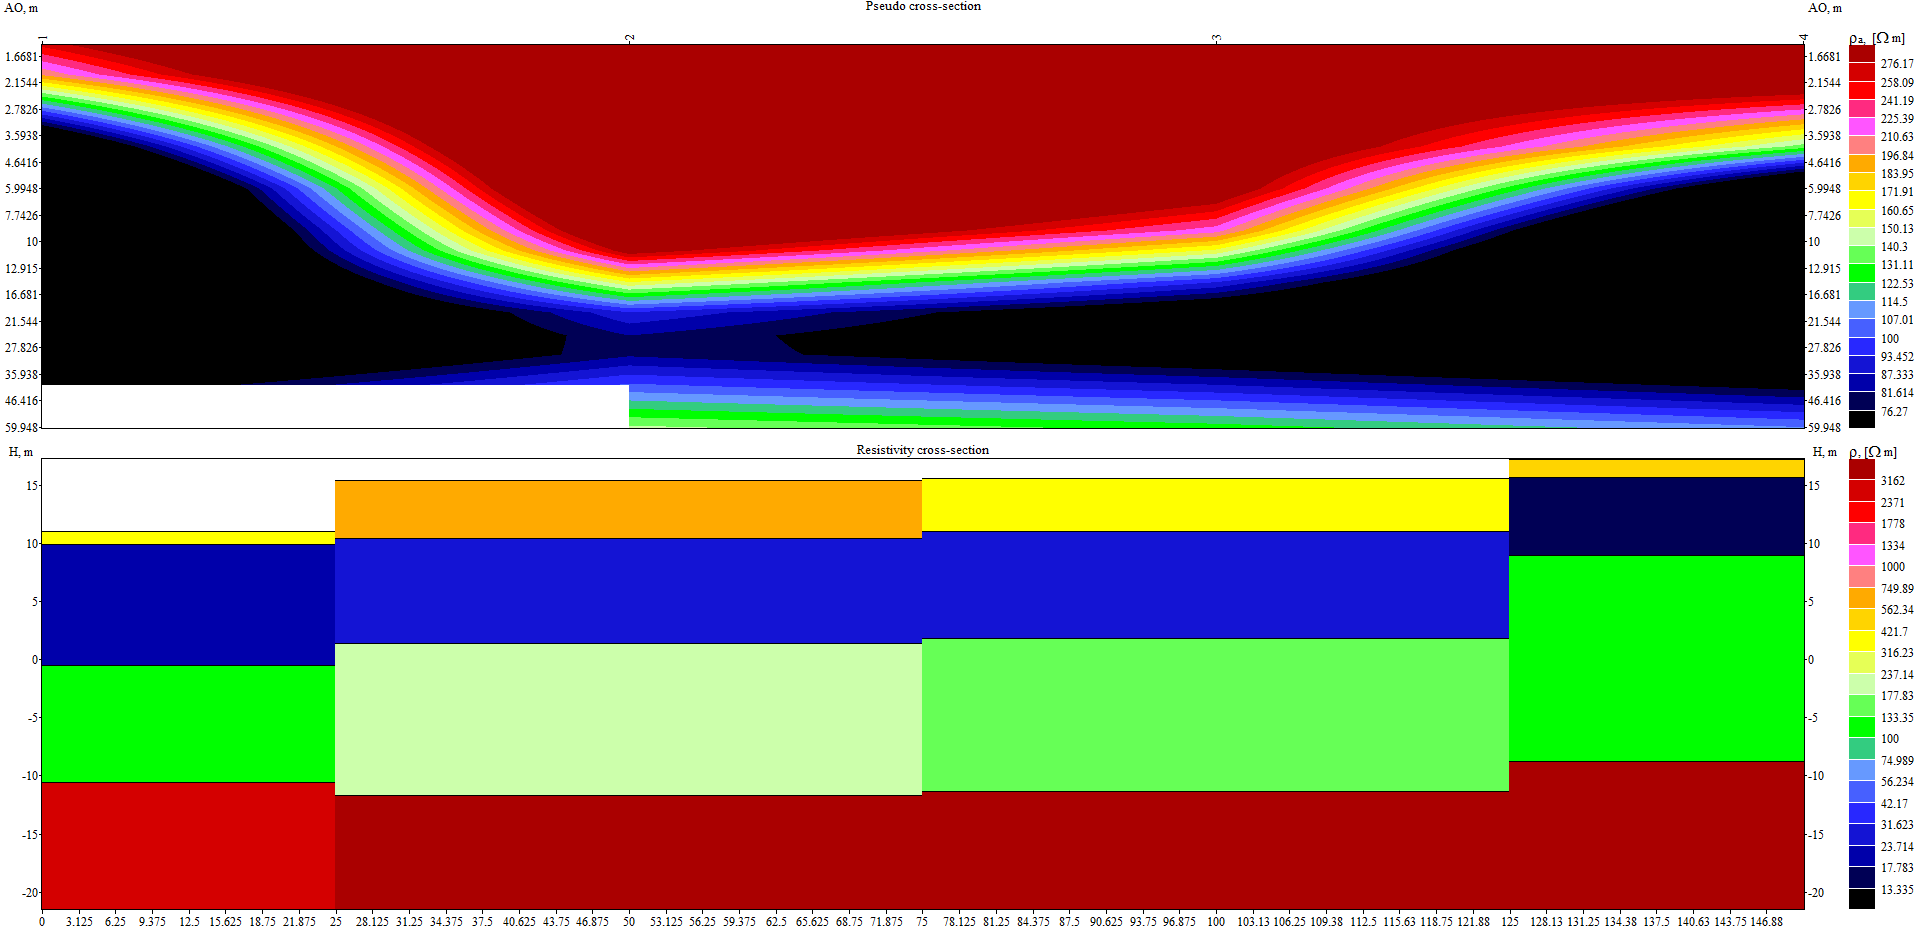 AO, m Pseudo cross-section AO, m
1 2 3 4 ρa, [Ω m]
1.6681 1.6681 276.17
2.1544 2.1544 258.09
2.7826 2.7826 241.19
3.5938 3.5938 225.39
4.6416 4.6416 210.63
5.9948 5.9948 196.84
7.7426 7.7426 183.95
10 10 171.91
12.915 12.915 160.65
16.681 16.681 150.13
21.544 21.544 140.3
27.826 27.826 131.11
35.938 35.938 122.53
46.416 46.416 114.5
59.948 59.948 107.01
100
93.452
87.333
81.614
76.27
H, m Resistivity cross-section H, m ρ, [Ω m]
15 15 3162
10 10 2371
5 5 1778
0 0 1334
-5 -5 1000
-10 -10 749.89
-15 -15 562.34
-20 -20 421.7
316.23
237.14
177.83
133.35
100
74.989
56.234
42.17
31.623
23.714
17.783
13.335
0 3.125 6.25 9.375 12.5 15.625 18.75 21.875 25 28.125 31.25 34.375 37.5 40.625 43.75 46.875 50 53.125 56.25 59.375 62.5 65.625 68.75 71.875 75 78.125 81.25 84.375 87.5 90.625 93.75 96.875 100 103.13 106.25 109.38 112.5 115.63 118.75 121.88 125 128.13 131.25 134.38 137.5 140.63 143.75 146.88